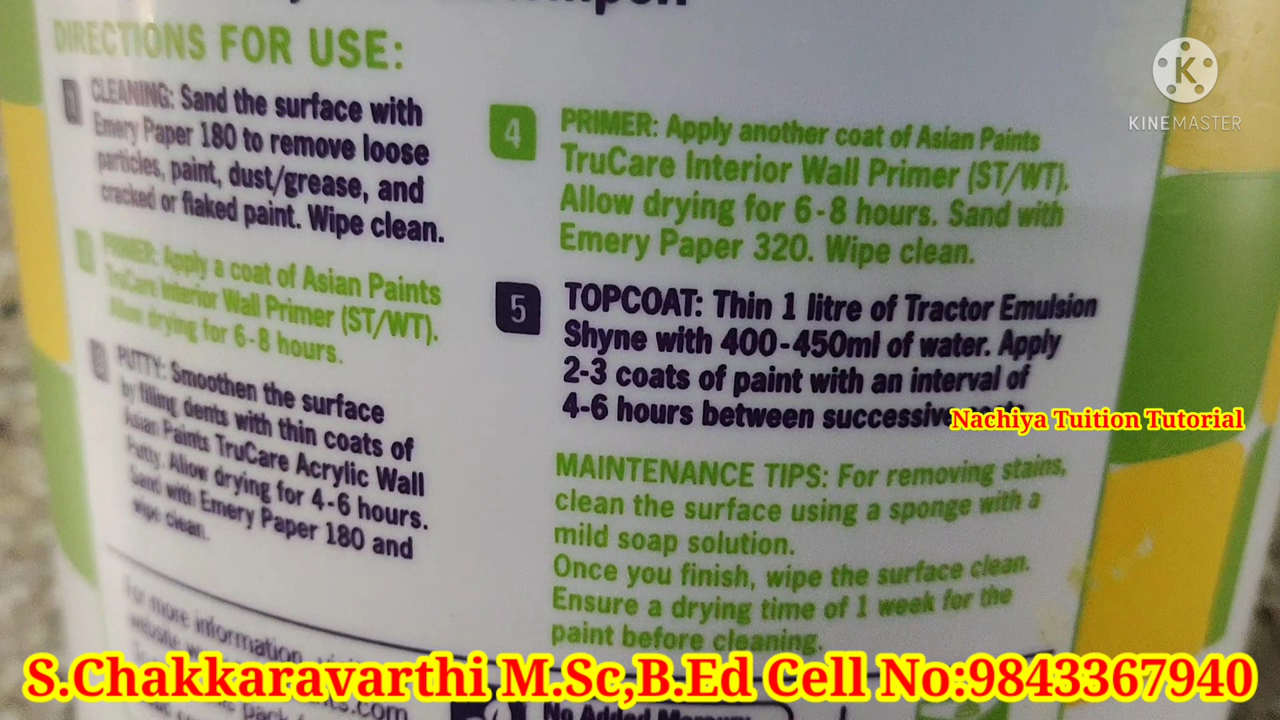 DIRECTIONS FOR USE:
1 CLEANING: Sand the surface with
Emery Paper 180 to remove loose
particles, paint, dust/grease, and
cracked or flaked paint. Wipe clean.
2 PRIMER: Apply a coat of Asian Paints
TruCare Interior Wall Primer (ST/WT).
Allow drying for 6-8 hours.
3 PUTTY: Smoothen the surface
by filling dents with thin coats of
Asian Paints TruCare Acrylic Wall
Putty. Allow drying for 4-6 hours.
Sand with Emery Paper 180 and
wipe clean.
For more information,
4 PRIMER: Apply another coat of Asian Paints
TruCare Interior Wall Primer (ST/WT).
Allow drying for 6-8 hours. Sand with
Emery Paper 320. Wipe clean.
5 TOPCOAT: Thin 1 litre of Tractor Emulsion
Shyne with 400-450ml of water. Apply
2-3 coats of paint with an interval of
4-6 hours between
MAINTENANCE TIPS: For removing stains,
clean the surface using a sponge with a
mild soap solution.
Once you finish, wipe the surface clean.
Ensure a drying time of 1 week for the
paint before cleaning.
No Added Mercury
K
KINEMASTER
Nachiya Tuition Tutorial
S.Chakkaravarthi M.Sc,B.Ed Cell No:9843367940